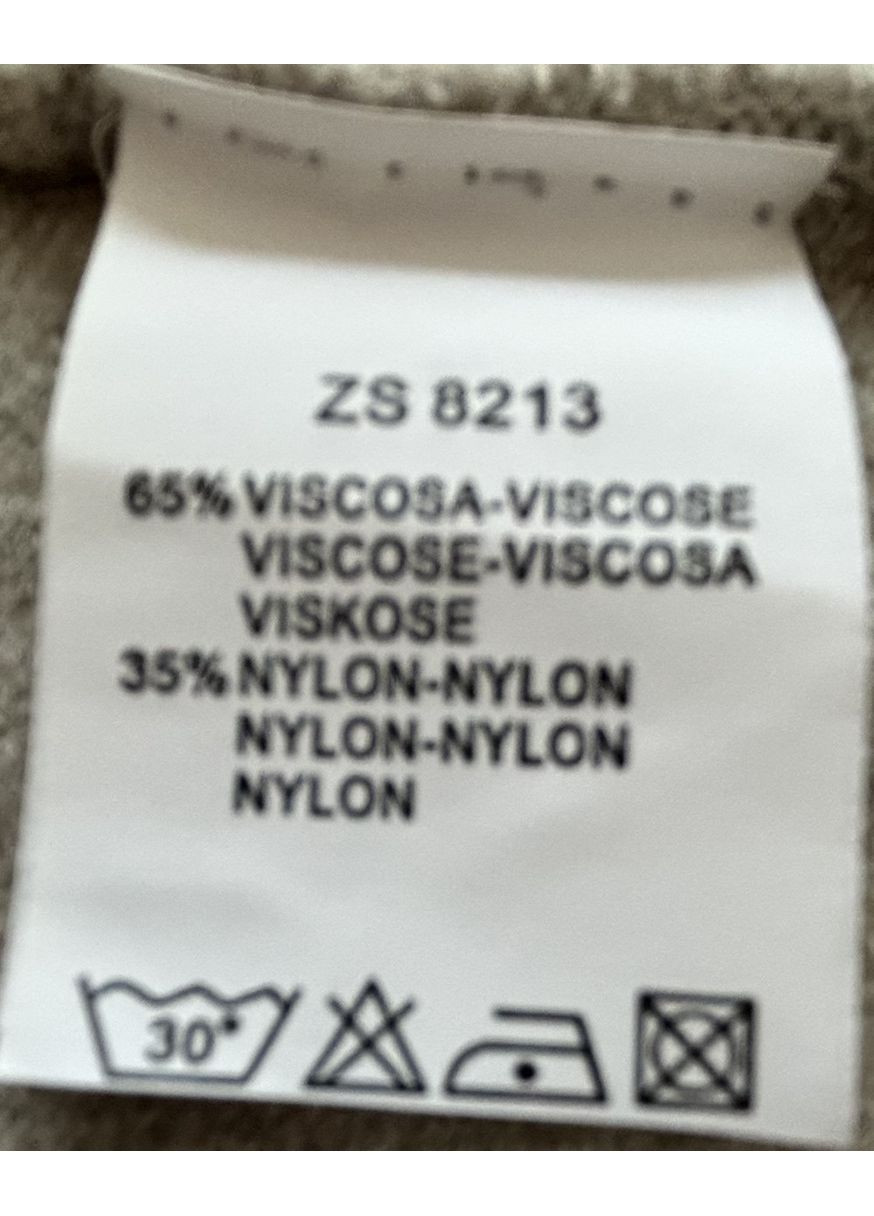 ZS 8213
65% VISCOSA-VISCOSE
VISCOSE-VISCOSA
VISKOSE
35% NYLON-NYLON
NYLON-NYLON
NYLON
30°